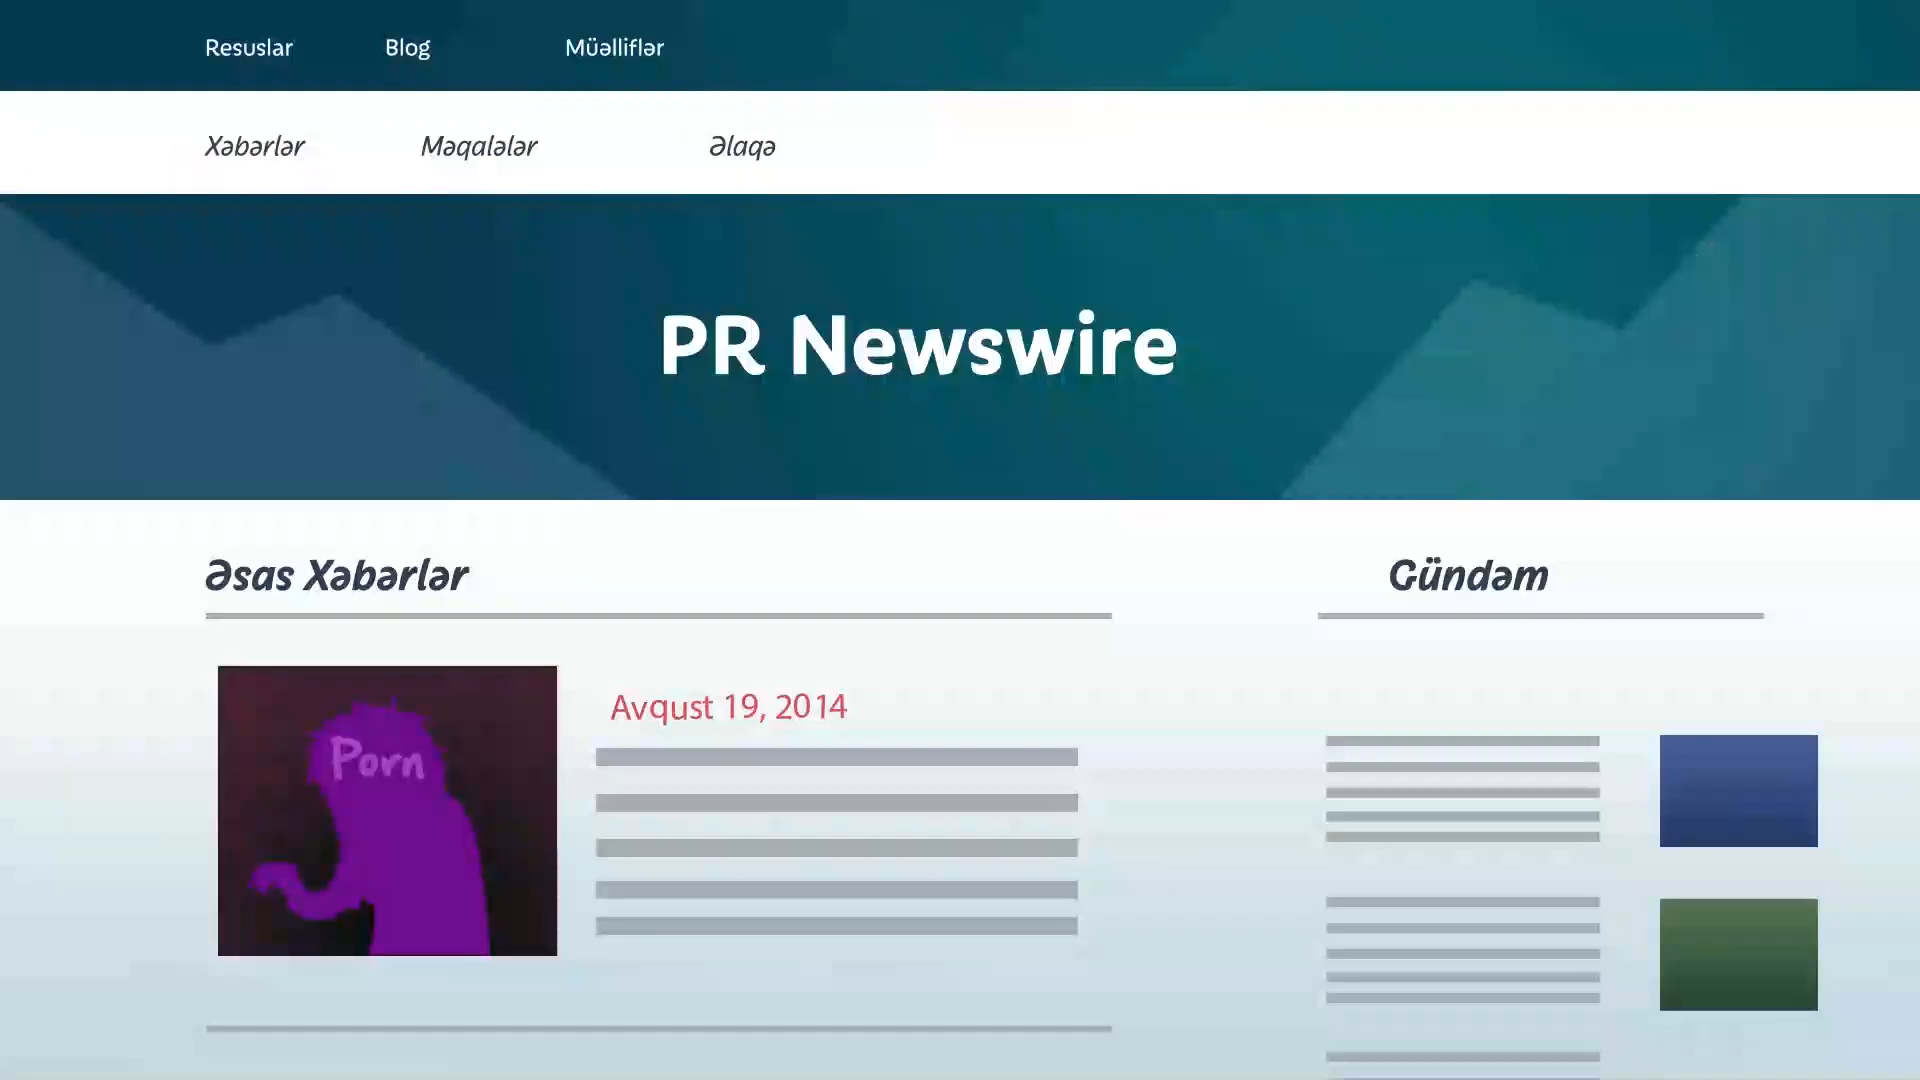 Resuslar Blog Müəlliflər
Xəbərlər Məqalələr Əlaqə
PR Newswire
Əsas Xəbərlər
Gündəm
Porn
Avqust 19, 2014